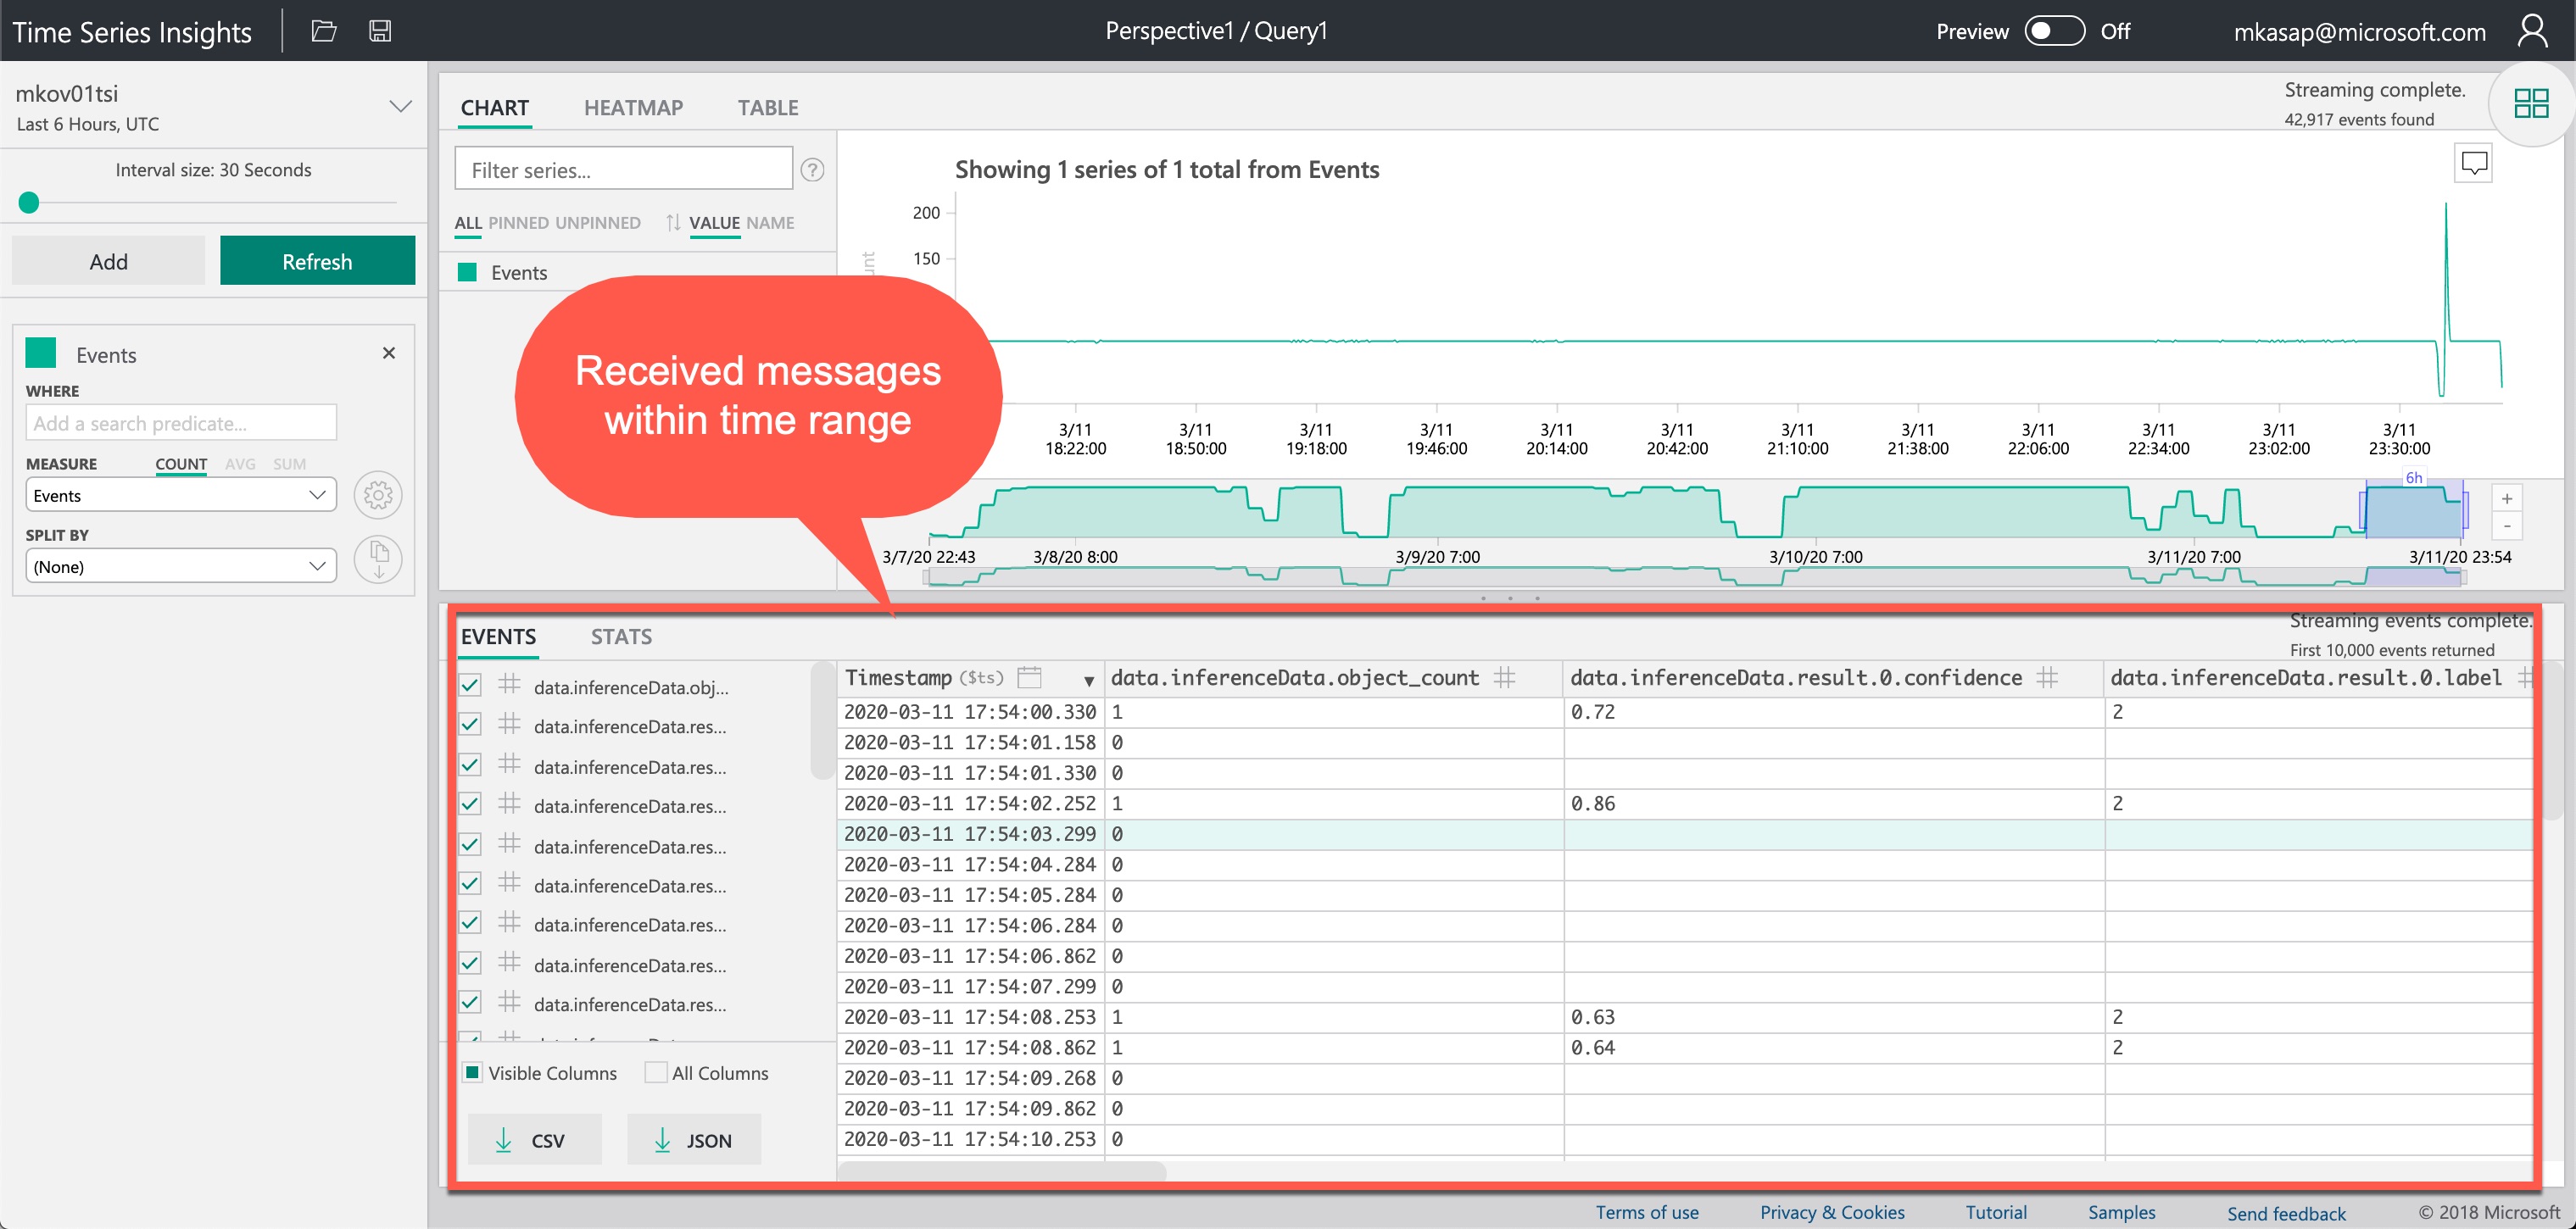 Time Series Insights
Perspective1 / Query1
Preview Off
mkasap@microsoft.com
mkov01tsi
Last 6 Hours, UTC
Interval size: 30 Seconds
Add
Refresh
Events
WHERE
Add a search predicate...
MEASURE COUNT AVG SUM
Events
SPLIT BY
(None)
CHART HEATMAP TABLE
Streaming complete.
42,917 events found
Filter series...
?
ALL PINNED UNPINNED VALUE NAME
Events
Showing 1 series of 1 total from Events
200
150
Received messages
within time range
3/11 18:22:00
3/11 18:50:00
3/11 19:18:00
3/11 19:46:00
3/11 20:14:00
3/11 20:42:00
3/11 21:10:00
3/11 21:38:00
3/11 22:06:00
3/11 22:34:00
3/11 23:02:00
3/11 23:30:00
6h
+
-
3/7/20 22:43 3/8/20 8:00 3/9/20 7:00 3/10/20 7:00 3/11/20 7:00 3/11/20 23:54
EVENTS STATS
Streaming events complete.
First 10,000 events returned
data.inferenceData.obj...
data.inferenceData.res...
data.inferenceData.res...
data.inferenceData.res...
data.inferenceData.res...
data.inferenceData.res...
data.inferenceData.res...
data.inferenceData.res...
data.inferenceData.res...
Visible Columns All Columns
CSV JSON
Timestamp ($ts) data.inferenceData.object_count data.inferenceData.result.0.confidence data.inferenceData.result.0.label
2020-03-11 17:54:00.330 1 0.72 2
2020-03-11 17:54:01.158 0
2020-03-11 17:54:01.330 0
2020-03-11 17:54:02.252 1 0.86 2
2020-03-11 17:54:03.299 0
2020-03-11 17:54:04.284 0
2020-03-11 17:54:05.284 0
2020-03-11 17:54:06.284 0
2020-03-11 17:54:06.862 0
2020-03-11 17:54:07.299 0
2020-03-11 17:54:08.253 1 0.63 2
2020-03-11 17:54:08.862 1 0.64 2
2020-03-11 17:54:09.268 0
2020-03-11 17:54:09.862 0
2020-03-11 17:54:10.253 0
Terms of use Privacy & Cookies Tutorial Samples Send feedback © 2018 Microsoft